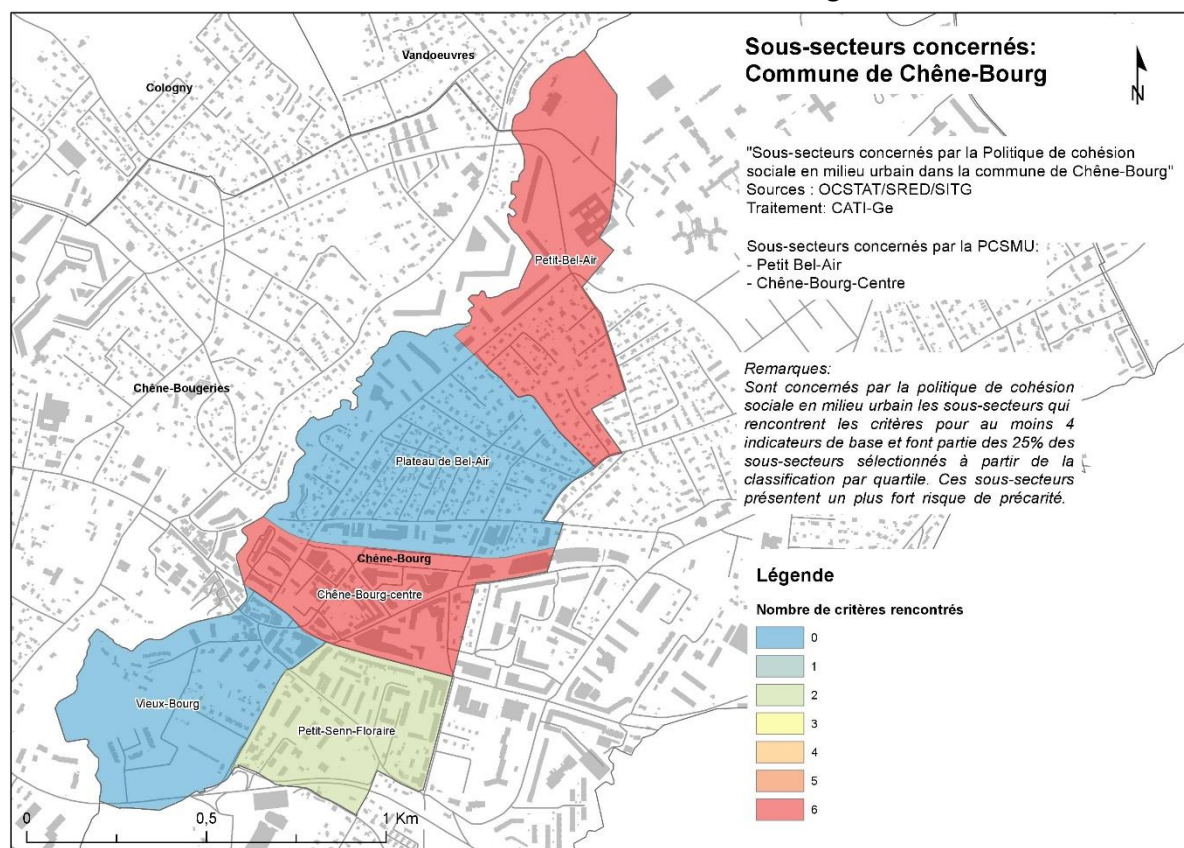 Sous-secteurs concernés:
Commune de Chêne-Bourg
N
"Sous-secteurs concernés par la Politique de cohésion
sociale en milieu urbain dans la commune de Chêne-Bourg"
Sources : OCSTAT/SRED/SITG
Traitement: CATI-Ge
Sous-secteurs concernés par la PCSMU:
- Petit Bel-Air
- Chêne-Bourg-Centre
Remarques:
Sont concernés par la politique de cohésion
sociale en milieu urbain les sous-secteurs qui
rencontrent les critères pour au moins 4
indicateurs de base et font partie des 25% des
sous-secteurs sélectionnés à partir de la
classification par quartile. Ces sous-secteurs
présentent un plus fort risque de précarité.
Légende
Nombre de critères rencontrés
0
1
2
3
4
5
6
Vandoeuvres
Cologny
Petit-Bel-Air
Chêne-Bougeries
Plateau de Bel-Air
Chêne-Bourg
Chêne-Bourg-centre
Vieux-Bourg
Petit-Senn-Floraire
0 0,5 1 Km